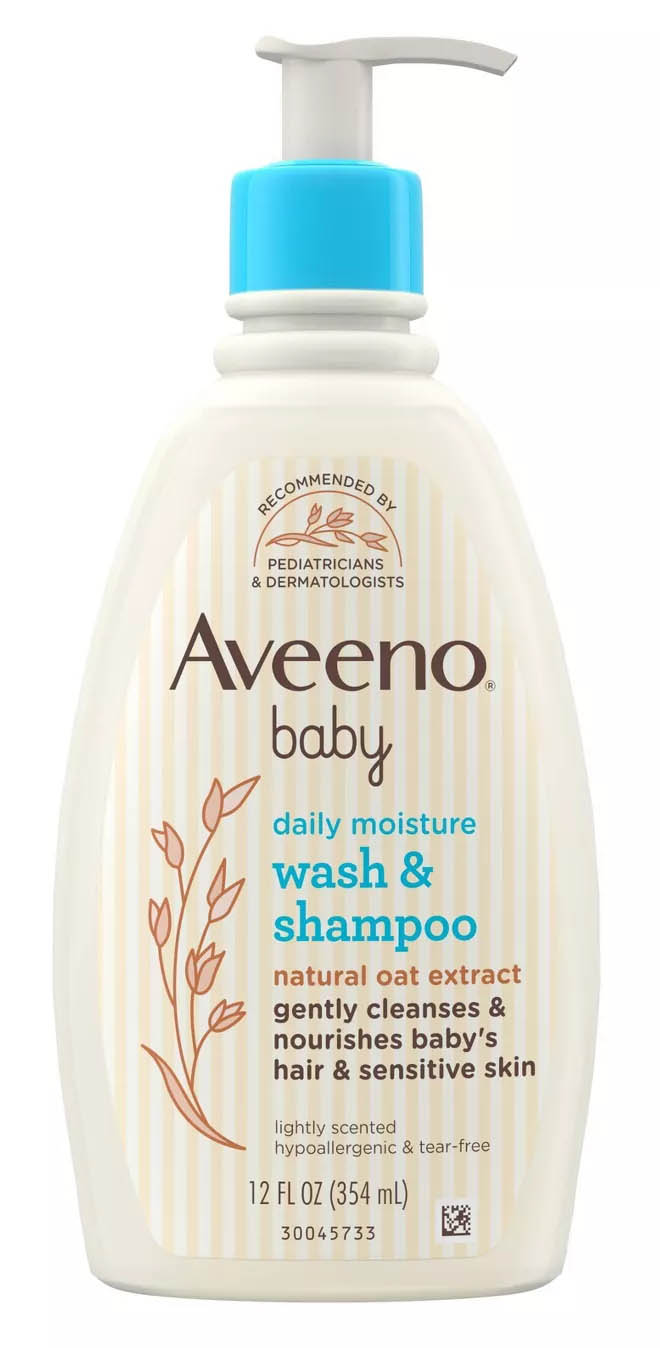 RECOMMENDED BY
PEDIATRICIANS
& DERMATOLOGISTS
Aveeno®
baby
daily moisture
wash &
shampoo
natural oat extract
gently cleanses &
nourishes baby's
hair & sensitive skin
lightly scented
hypoallergenic & tear-free
12 FL OZ (354 mL)
30045733